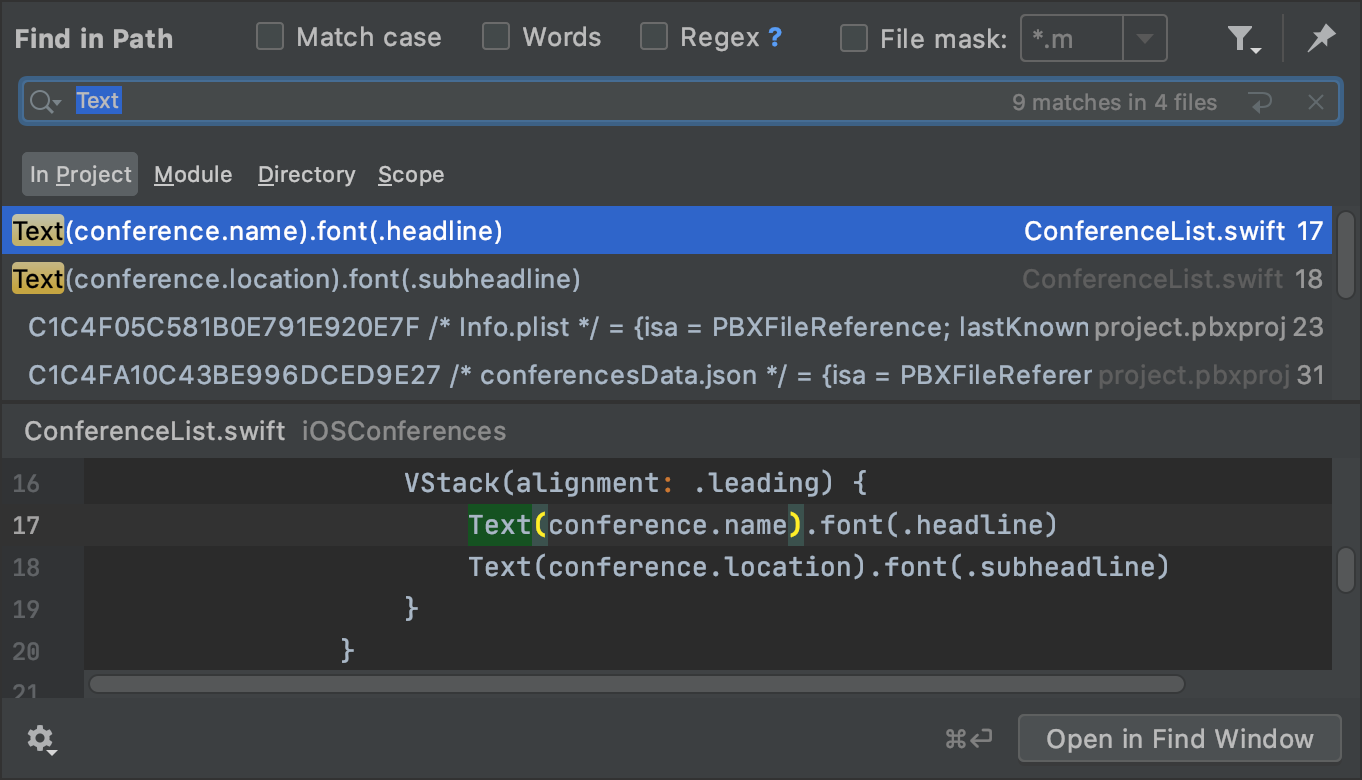 Find in Path Match case Words Regex ? File mask: *.m
Text 9 matches in 4 files
In Project Module Directory Scope
Text(conference.name).font(.headline) ConferenceList.swift 17
Text(conference.location).font(.subheadline) ConferenceList.swift 18
C1C4F05C581B0E791E920E7F /* Info.plist */ = {isa = PBXFileReference; lastKnown project.pbxproj 23
C1C4FA10C43BE996DCED9E27 /* conferencesData.json */ = {isa = PBXFileReferer project.pbxproj 31
ConferenceList.swift iOSConferences
16 VStack(alignment: .leading) {
17 Text(conference.name).font(.headline)
18 Text(conference.location).font(.subheadline)
19 }
20 }
21
⌘⏎ Open in Find Window